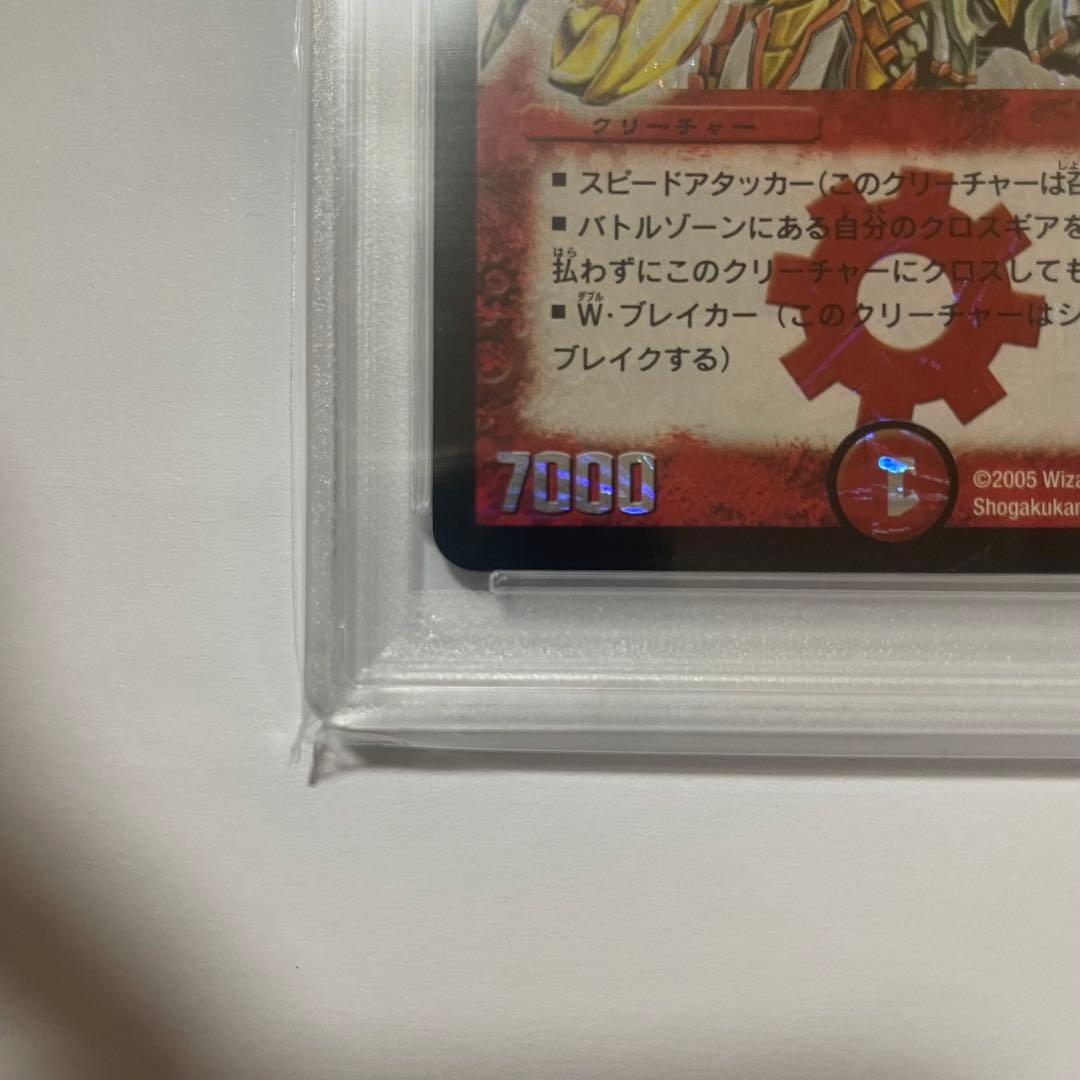 クリーチャー
■ スピードアタッカー(このクリーチャーは召
■ バトルゾーンにある自分のクロスギアを
払わずにこのクリーチャーにクロスしても
■ W・ブレイカー (このクリーチャーはシ
ブレイクする)
7000
1
©2005 Wiza
Shogakukan